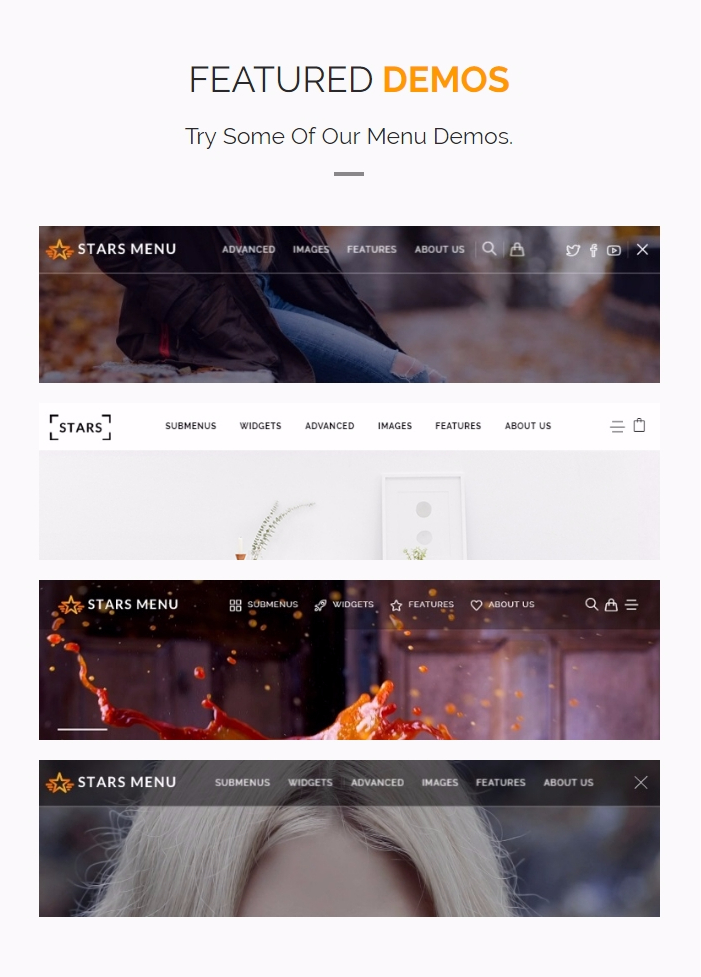 FEATURED DEMOS
Try Some Of Our Menu Demos.
STARS MENU ADVANCED IMAGES FEATURES ABOUT US
STARS SUBMENUS WIDGETS ADVANCED IMAGES FEATURES ABOUT US
STARS MENU SUBMENUS WIDGETS FEATURES ABOUT US
STARS MENU SUBMENUS WIDGETS ADVANCED IMAGES FEATURES ABOUT US